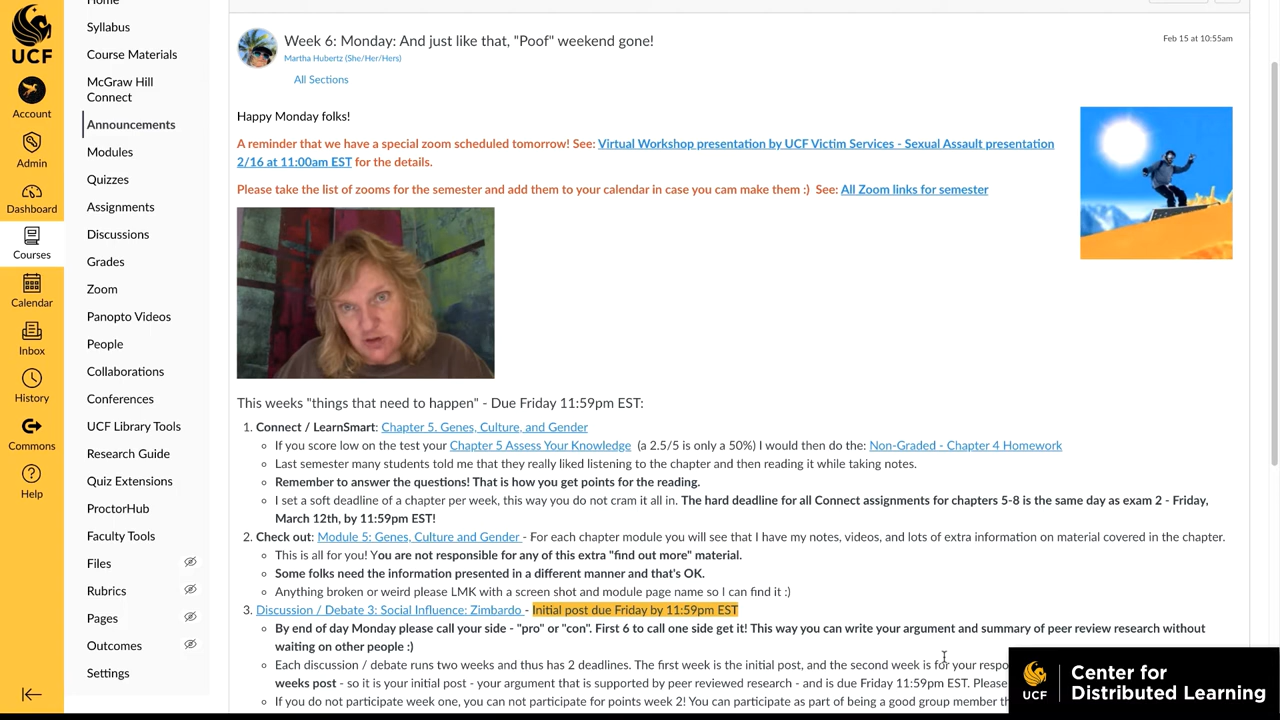 UCF
Account
Admin
Dashboard
Courses
Calendar
Inbox
History
Commons
Help
Home
Syllabus
Course Materials
McGraw Hill
Connect
Announcements
Modules
Quizzes
Assignments
Discussions
Grades
Zoom
Panopto Videos
People
Collaborations
Conferences
UCF Library Tools
Research Guide
Quiz Extensions
ProctorHub
Faculty Tools
Files
Rubrics
Pages
Outcomes
Settings
Week 6: Monday: And just like that, "Poof" weekend gone!
Feb 15 at 10:55am
Martha Hubertz (She/Her/Hers)
All Sections
Happy Monday folks!
A reminder that we have a special zoom scheduled tomorrow! See: Virtual Workshop presentation by UCF Victim Services - Sexual Assault presentation
2/16 at 11:00am EST for the details.
Please take the list of zooms for the semester and add them to your calendar in case you cam make them :) See: All Zoom links for semester
This weeks "things that need to happen" - Due Friday 11:59pm EST:
1. Connect / LearnSmart: Chapter 5. Genes, Culture, and Gender
If you score low on the test your Chapter 5 Assess Your Knowledge (a 2.5/5 is only a 50%) I would then do the: Non-Graded - Chapter 4 Homework
Last semester many students told me that they really liked listening to the chapter and then reading it while taking notes.
Remember to answer the questions! That is how you get points for the reading.
I set a soft deadline of a chapter per week, this way you do not cram it all in. The hard deadline for all Connect assignments for chapters 5-8 is the same day as exam 2 - Friday,
March 12th, by 11:59pm EST!
2. Check out: Module 5: Genes, Culture and Gender - For each chapter module you will see that I have my notes, videos, and lots of extra information on material covered in the chapter.
This is all for you! You are not responsible for any of this extra "find out more" material.
Some folks need the information presented in a different manner and that's OK.
Anything broken or weird please LMK with a screen shot and module page name so I can find it :)
3. Discussion / Debate 3: Social Influence: Zimbardo - Initial post due Friday by 11:59pm EST
By end of day Monday please call your side - "pro" or "con". First 6 to call one side get it! This way you can write your argument and summary of peer review research without
waiting on other people :)
Each discussion / debate runs two weeks and thus has 2 deadlines. The first week is the initial post, and the second week is for your respo
weeks post - so it is your initial post - your argument that is supported by peer reviewed research - and is due Friday 11:59pm EST. Please
If you do not participate week one, you can not participate for points week 2! You can participate as part of being a good group member th
UCF
Center for
Distributed Learning